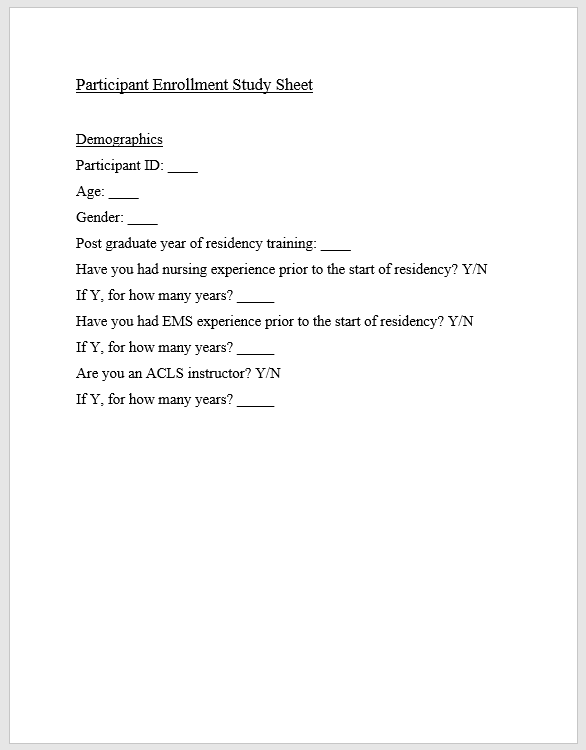 Participant Enrollment Study Sheet
Demographics
Participant ID: ____
Age: ____
Gender: ____
Post graduate year of residency training: ____
Have you had nursing experience prior to the start of residency? Y/N
If Y, for how many years? _____
Have you had EMS experience prior to the start of residency? Y/N
If Y, for how many years? _____
Are you an ACLS instructor? Y/N
If Y, for how many years? _____